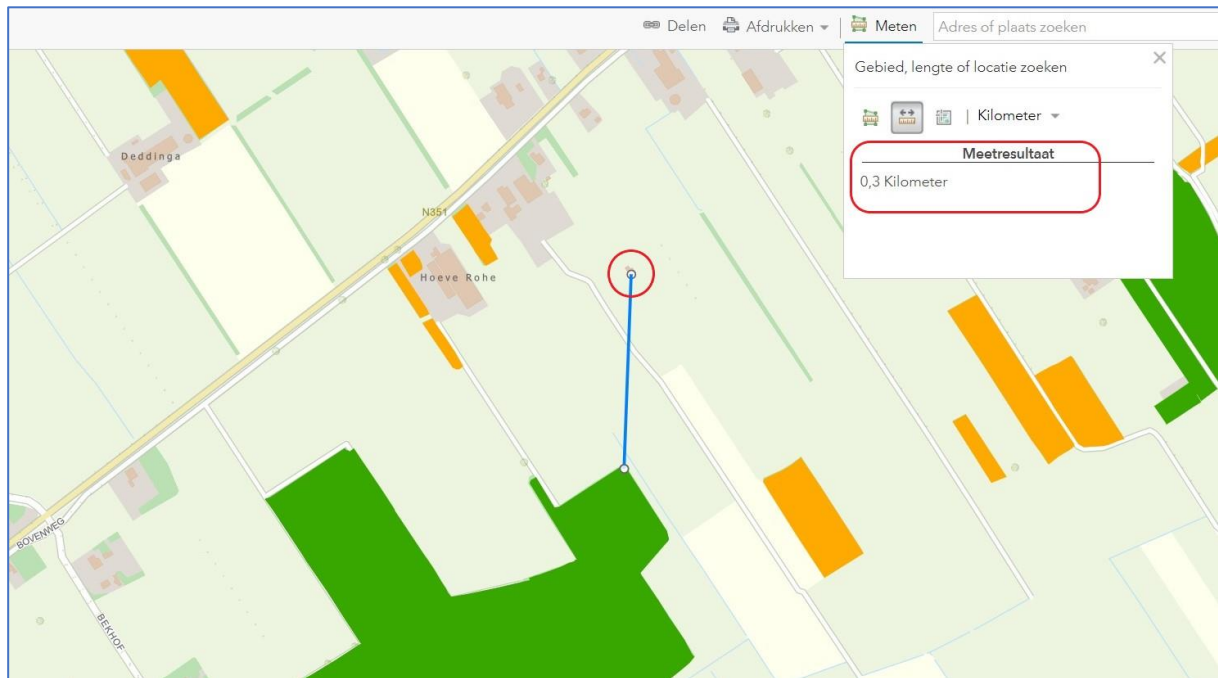 Delen
Afdrukken
Meten
Adres of plaats zoeken
Gebied, lengte of locatie zoeken
Kilometer
Meetresultaat
0,3 Kilometer
Deddinga
N351
Hoeve Rohe
BOVENWEG
BEKHOF